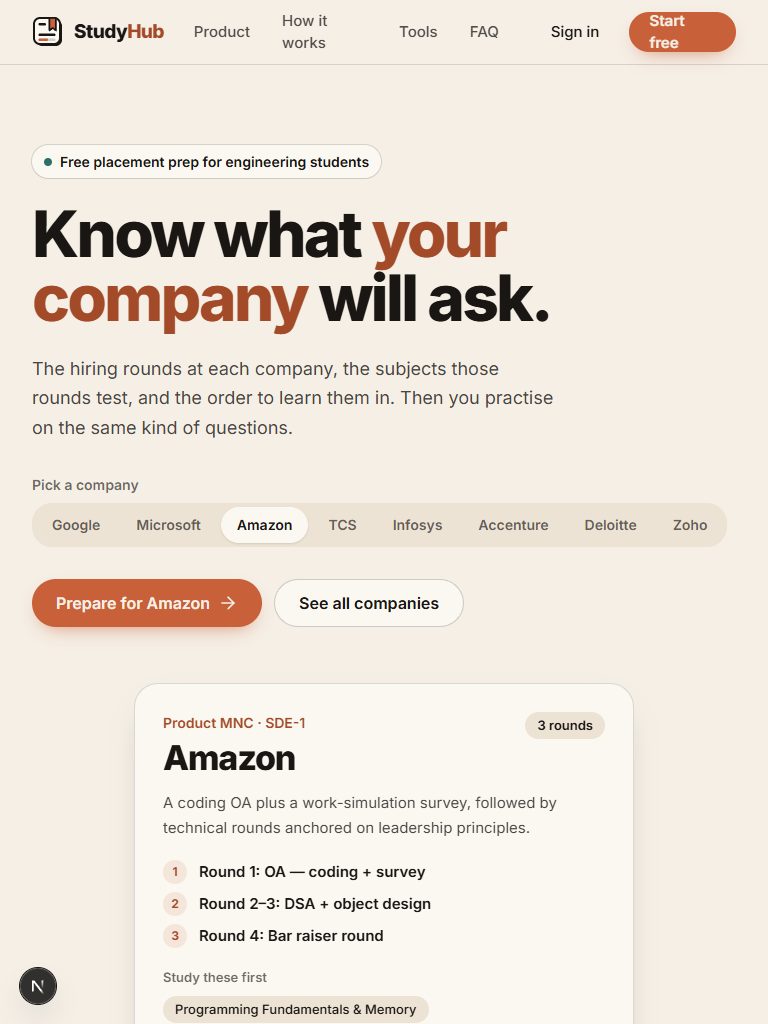 StudyHub
Product
How it
works
Tools
FAQ
Sign in
Start
free
Free placement prep for engineering students
Know what your
company will ask.
The hiring rounds at each company, the subjects those
rounds test, and the order to learn them in. Then you practise
on the same kind of questions.
Pick a company
Google Microsoft Amazon TCS Infosys Accenture Deloitte Zoho
Prepare for Amazon →
See all companies
Product MNC · SDE-1
3 rounds
Amazon
A coding OA plus a work-simulation survey, followed by
technical rounds anchored on leadership principles.
1 Round 1: OA — coding + survey
2 Round 2–3: DSA + object design
3 Round 4: Bar raiser round
Study these first
Programming Fundamentals & Memory
N